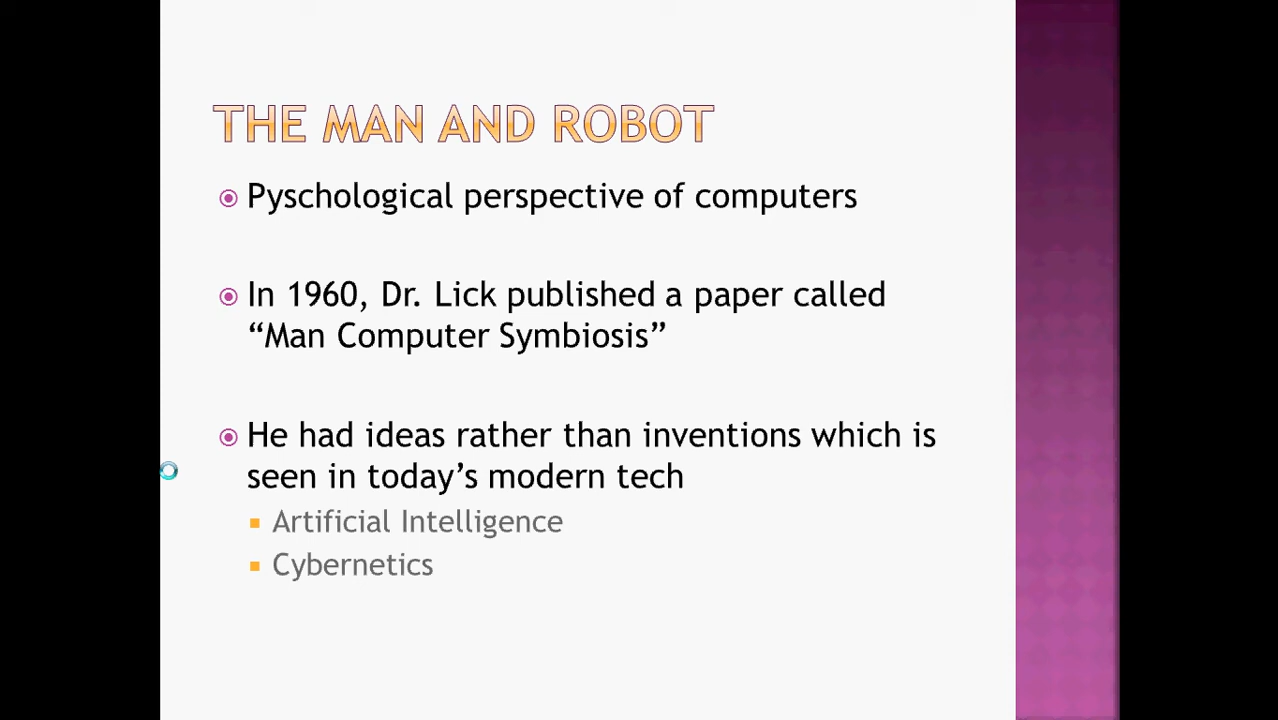 THE MAN AND ROBOT
Pyschological perspective of computers
In 1960, Dr. Lick published a paper called
“Man Computer Symbiosis”
He had ideas rather than inventions which is
seen in today’s modern tech
Artificial Intelligence
Cybernetics